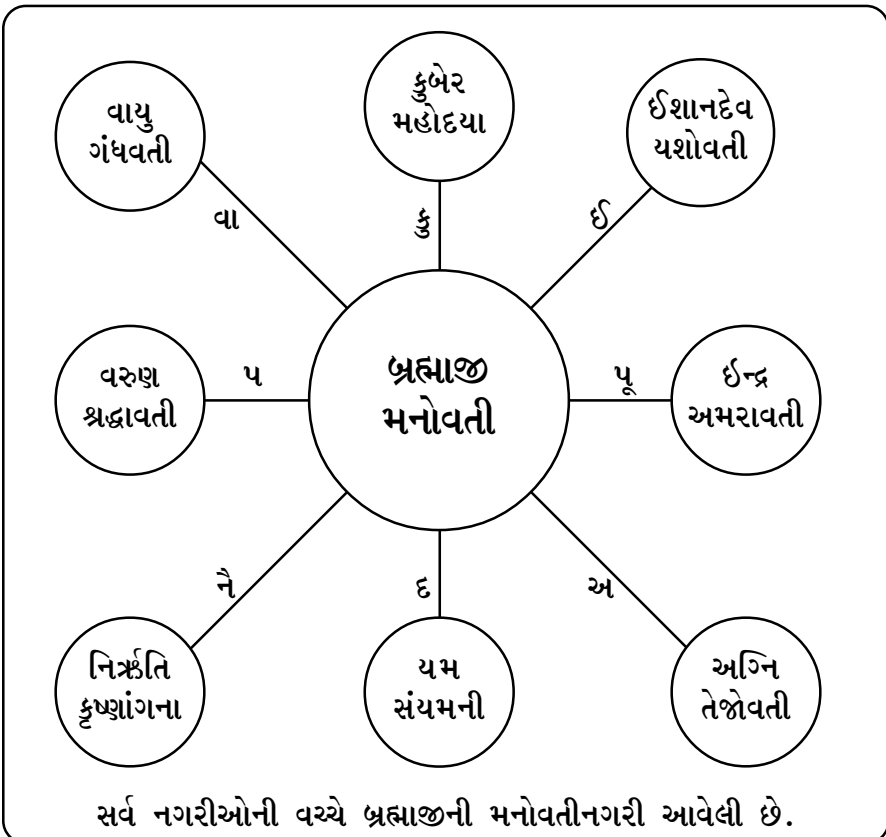 વાયુ
ગંધવતી
કુબેર
મહોદયા
ઈશાનદેવ
યશોવતી
વા
કુ
ઈ
વરુણ
શ્રદ્ધાવતી
પ
બ્રહ્માજી
મનોવતી
પૂ
ઇન્દ્ર
અમરાવતી
નૈ
દ
અ
નિર્ઋતિ
કૃષ્ણાંગના
યમ
સંયમની
અગ્નિ
તેજોવતી
સર્વ નગરીઓની વચ્ચે બ્રહ્માજીની મનોવતીનગરી આવેલી છે.